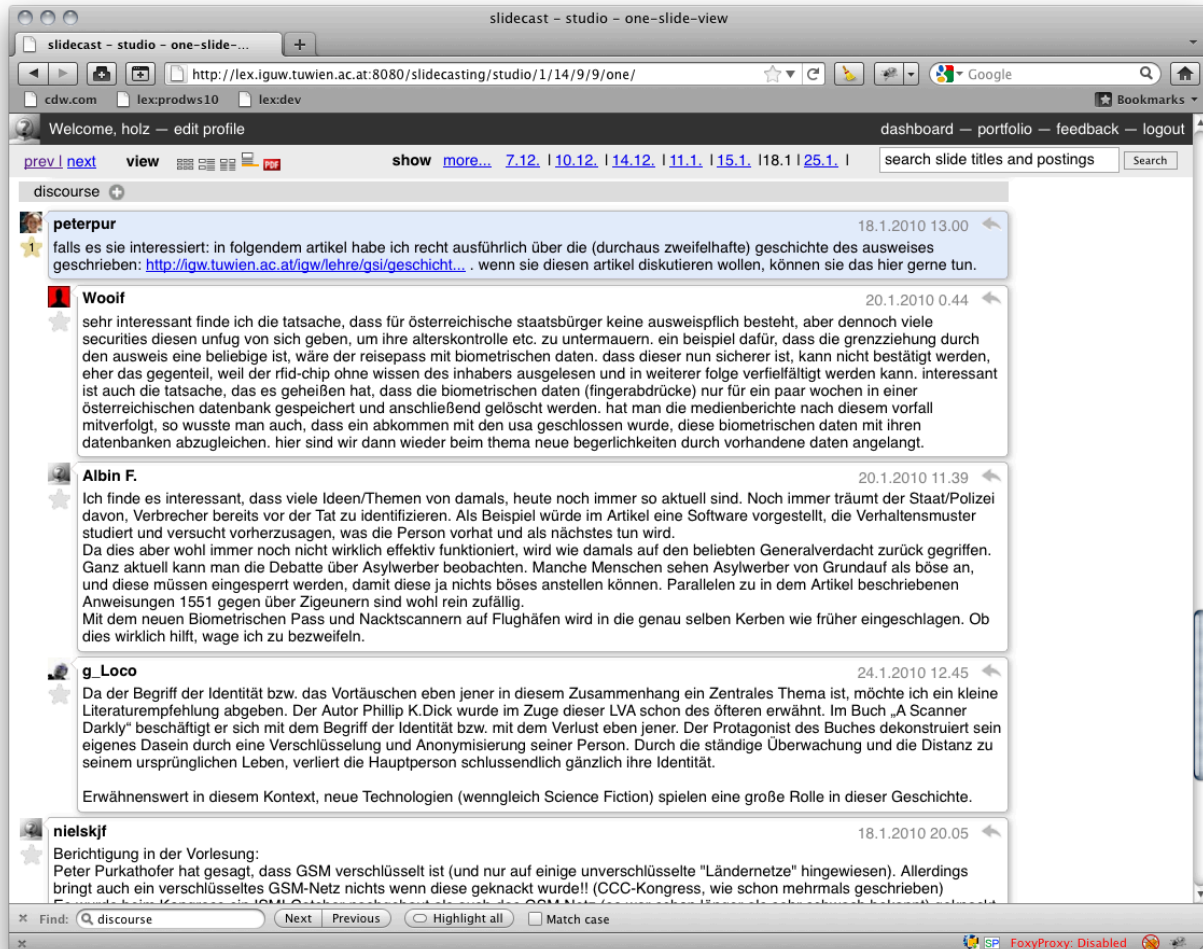 slidecast – studio – one-slide-view
slidecast – studio – one-slide-...
http://lex.iguw.tuwien.ac.at:8080/slidecasting/studio/1/14/9/9/one/
Google
cdw.com lex:prodws10 lex:dev Bookmarks
Welcome, holz — edit profile dashboard — portfolio — feedback — logout
prev | next view PDF show more... 7.12. | 10.12. | 14.12. | 11.1. | 15.1. |18.1 | 25.1. | search slide titles and postings Search
discourse
peterpur 18.1.2010 13.00
1
falls es sie interessiert: in folgendem artikel habe ich recht ausführlich über die (durchaus zweifelhafte) geschichte des ausweises
geschrieben: http://igw.tuwien.ac.at/igw/lehre/gsi/geschicht... . wenn sie diesen artikel diskutieren wollen, können sie das hier gerne tun.
Wooif 20.1.2010 0.44
sehr interessant finde ich die tatsache, dass für österreichische staatsbürger keine ausweispflich besteht, aber dennoch viele
securities diesen unfug von sich geben, um ihre alterskontrolle etc. zu untermauern. ein beispiel dafür, dass die grenzziehung durch
den ausweis eine beliebige ist, wäre der reisepass mit biometrischen daten. dass dieser nun sicherer ist, kann nicht bestätigt werden,
eher das gegenteil, weil der rfid-chip ohne wissen des inhabers ausgelesen und in weiterer folge verfielfältigt werden kann. interessant
ist auch die tatsache, das es geheißen hat, dass die biometrischen daten (fingerabdrücke) nur für ein paar wochen in einer
österreichischen datenbank gespeichert und anschließend gelöscht werden. hat man die medienberichte nach diesem vorfall
mitverfolgt, so wusste man auch, dass ein abkommen mit den usa geschlossen wurde, diese biometrischen daten mit ihren
datenbanken abzugleichen. hier sind wir dann wieder beim thema neue begerlichkeiten durch vorhandene daten angelangt.
Albin F. 20.1.2010 11.39
Ich finde es interessant, dass viele Ideen/Themen von damals, heute noch immer so aktuell sind. Noch immer träumt der Staat/Polizei
davon, Verbrecher bereits vor der Tat zu identifizieren. Als Beispiel würde im Artikel eine Software vorgestellt, die Verhaltensmuster
studiert und versucht vorherzusagen, was die Person vorhat und als nächstes tun wird.
Da dies aber wohl immer noch nicht wirklich effektiv funktioniert, wird wie damals auf den beliebten Generalverdacht zurück gegriffen.
Ganz aktuell kann man die Debatte über Asylwerber beobachten. Manche Menschen sehen Asylwerber von Grundauf als böse an,
und diese müssen eingesperrt werden, damit diese ja nichts böses anstellen können. Parallelen zu in dem Artikel beschriebenen
Anweisungen 1551 gegen über Zigeunern sind wohl rein zufällig.
Mit dem neuen Biometrischen Pass und Nacktscannern auf Flughäfen wird in die genau selben Kerben wie früher eingeschlagen. Ob
dies wirklich hilft, wage ich zu bezweifeln.
g_Loco 24.1.2010 12.45
Da der Begriff der Identität bzw. das Vortäuschen eben jener in diesem Zusammenhang ein Zentrales Thema ist, möchte ich ein kleine
Literaturempfehlung abgeben. Der Autor Phillip K.Dick wurde im Zuge dieser LVA schon des öfteren erwähnt. Im Buch „A Scanner
Darkly“ beschäftigt er sich mit dem Begriff der Identität bzw. mit dem Verlust eben jener. Der Protagonist des Buches dekonstruiert sein
eigenes Dasein durch eine Verschlüsselung und Anonymisierung seiner Person. Durch die ständige Überwachung und die Distanz zu
seinem ursprünglichen Leben, verliert die Hauptperson schlussendlich gänzlich ihre Identität.
Erwähnenswert in diesem Kontext, neue Technologien (wenngleich Science Fiction) spielen eine große Rolle in dieser Geschichte.
nielskjf 18.1.2010 20.05
Berichtigung in der Vorlesung:
Peter Purkathofer hat gesagt, dass GSM verschlüsselt ist (und nur auf einige unverschlüsselte "Ländernetze" hingewiesen). Allerdings
bringt auch ein verschlüsseltes GSM-Netz nichts wenn diese geknackt wurde!! (CCC-Kongress, wie schon mehrmals geschrieben)
Find: discourse Next Previous Highlight all Match case
SP FoxyProxy: Disabled